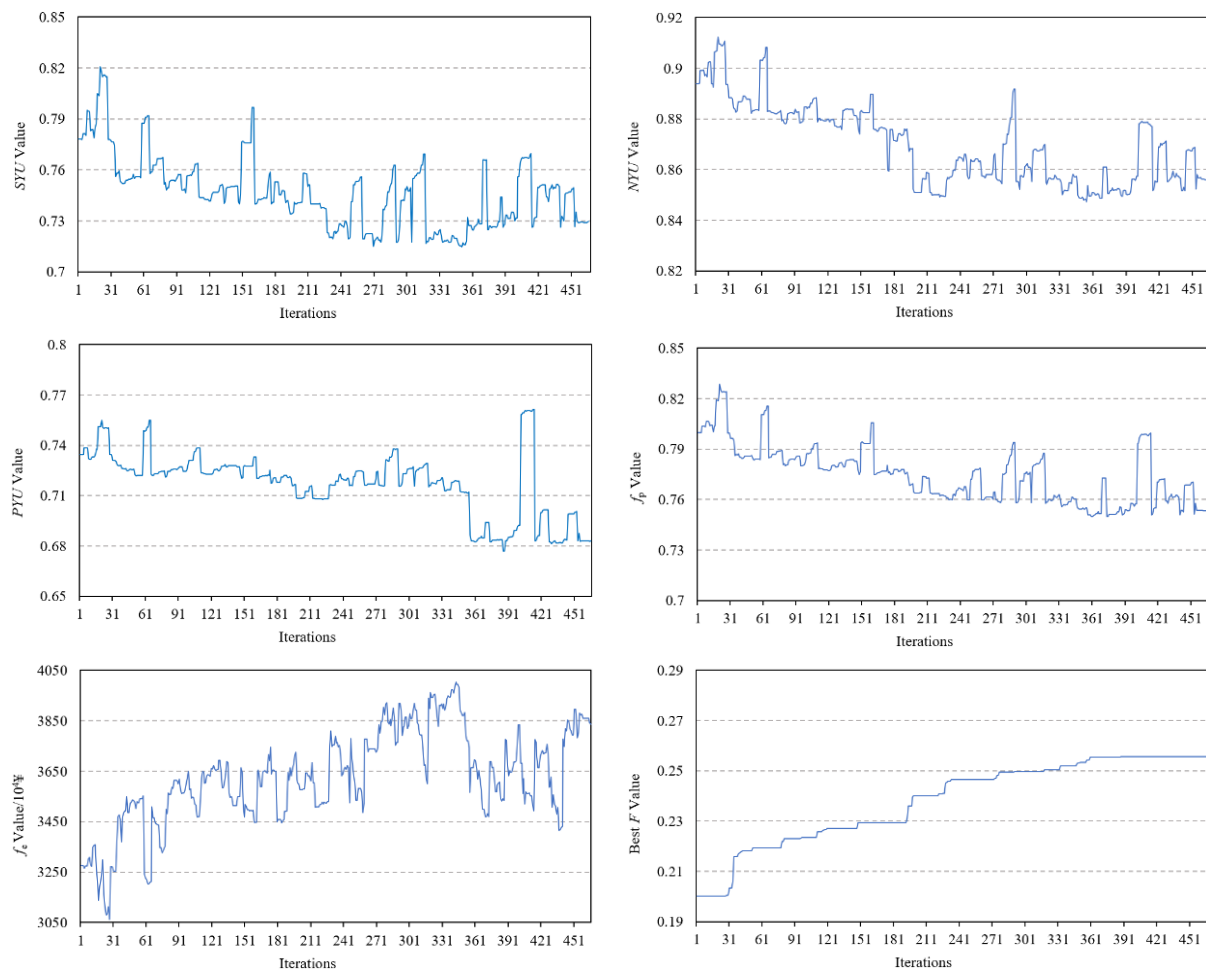 0.85
0.82
0.79
0.76
0.73
0.7
SYU Value
1 31 61 91 121 151 181 211 241 271 301 331 361 391 421 451
Iterations
0.92
0.9
0.88
0.86
0.84
0.82
NYU Value
1 31 61 91 121 151 181 211 241 271 301 331 361 391 421 451
Iterations
0.8
0.77
0.74
0.71
0.68
0.65
PYU Value
1 31 61 91 121 151 181 211 241 271 301 331 361 391 421 451
Iterations
0.85
0.82
0.79
0.76
0.73
0.7
fp Value
1 31 61 91 121 151 181 211 241 271 301 331 361 391 421 451
Iterations
4050
3850
3650
3450
3250
3050
fe Value/10⁴¥
1 31 61 91 121 151 181 211 241 271 301 331 361 391 421 451
Iterations
0.29
0.27
0.25
0.23
0.21
0.19
Best F Value
1 31 61 91 121 151 181 211 241 271 301 331 361 391 421 451
Iterations